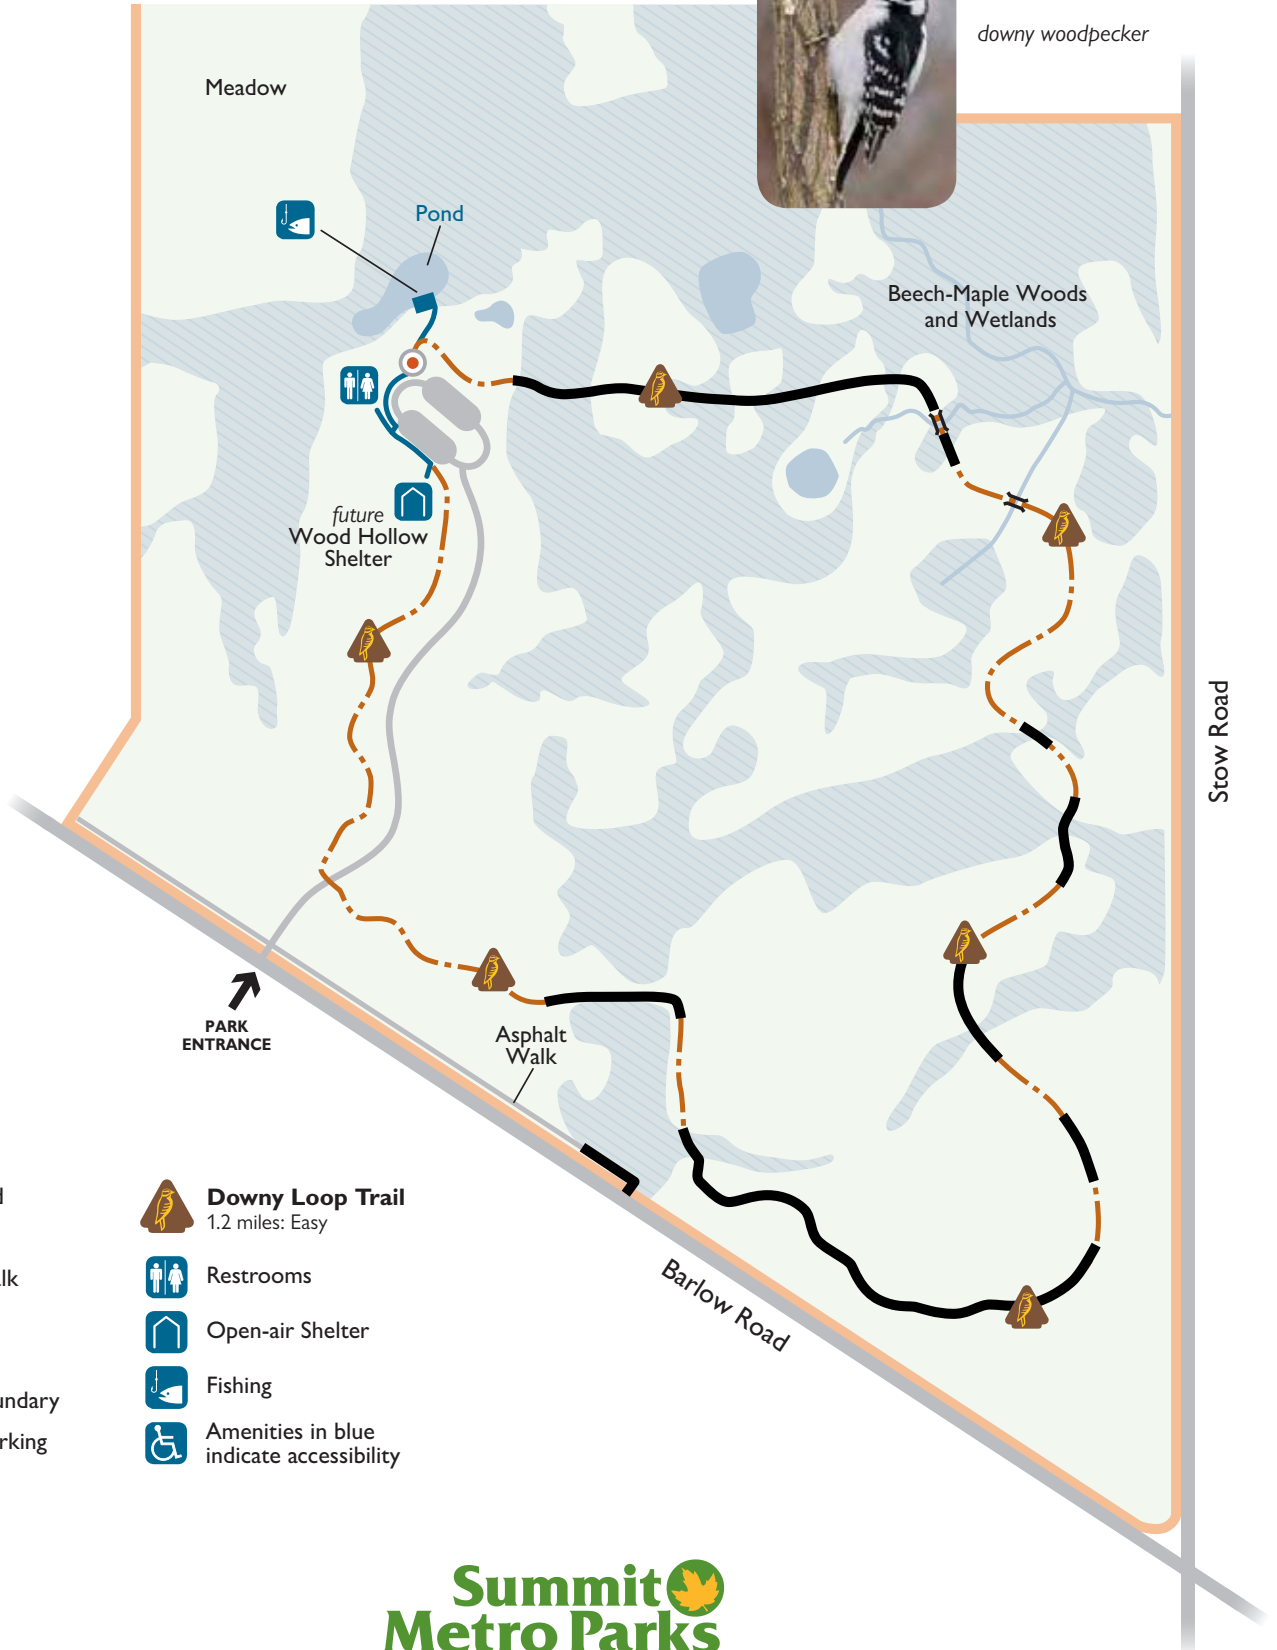 downy woodpecker
Meadow
Pond
Beech-Maple Woods
and Wetlands
future
Wood Hollow
Shelter
Stow Road
PARK
ENTRANCE
Asphalt
Walk
Barlow Road
Downy Loop Trail
1.2 miles: Easy
Restrooms
Open-air Shelter
Fishing
Amenities in blue
indicate accessibility
Summit
Metro Parks